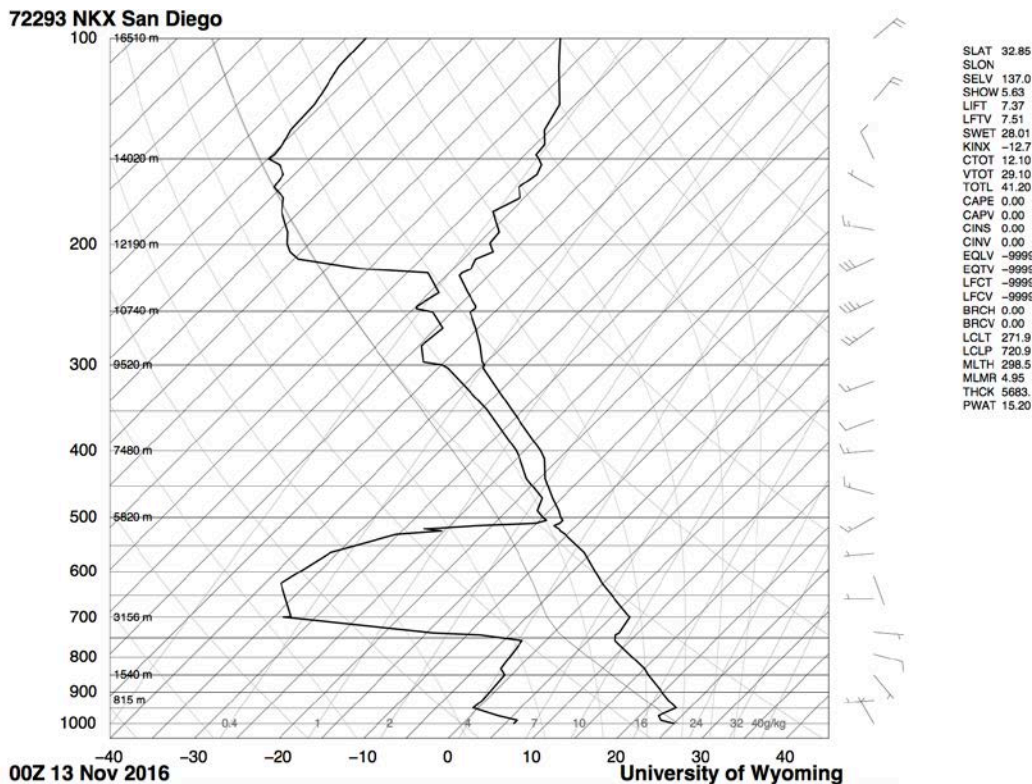 72293 NKX San Diego
100
16510 m
14020 m
200
12190 m
10740 m
300
9520 m
400
7480 m
500
5820 m
600
700
3156 m
800
1540 m
900
815 m
1000
0.4 1 2 4 7 10 16 24 32 40g/kg
−40 −30 −20 −10 0 10 20 30 40
00Z 13 Nov 2016
University of Wyoming
SLAT 32.85
SLON
SELV 137.0
SHOW 5.63
LIFT 7.37
LFTV 7.51
SWET 28.01
KINX −12.7
CTOT 12.10
VTOT 29.10
TOTL 41.20
CAPE 0.00
CAPV 0.00
CINS 0.00
CINV 0.00
EQLV −9999
EQTV −9999
LFCT −9999
LFCV −9999
BRCH 0.00
BRCV 0.00
LCLT 271.9
LCLP 720.9
MLTH 298.5
MLMR 4.95
THCK 5683.
PWAT 15.20